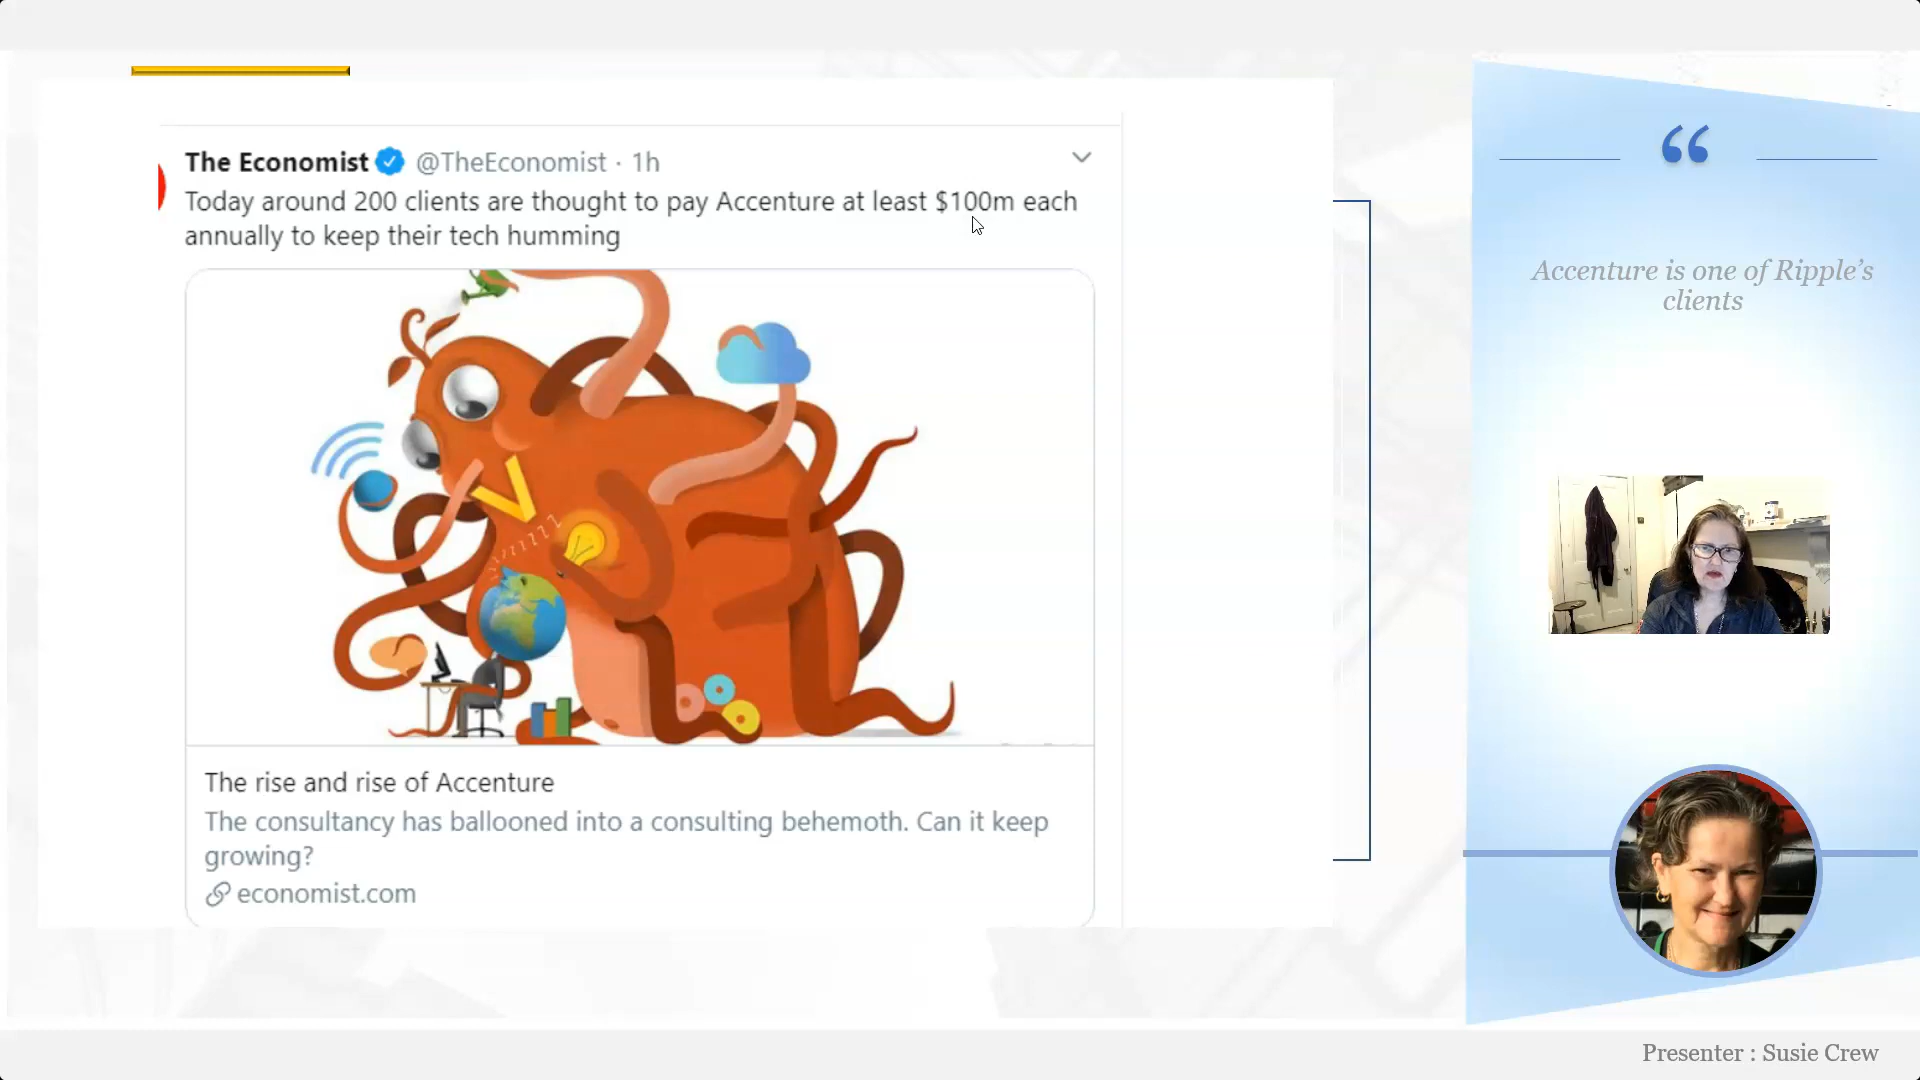 The Economist @TheEconomist · 1h
Today around 200 clients are thought to pay Accenture at least $100m each
annually to keep their tech humming
The rise and rise of Accenture
The consultancy has ballooned into a consulting behemoth. Can it keep
growing?
economist.com
“
Accenture is one of Ripple’s
clients
Presenter : Susie Crew